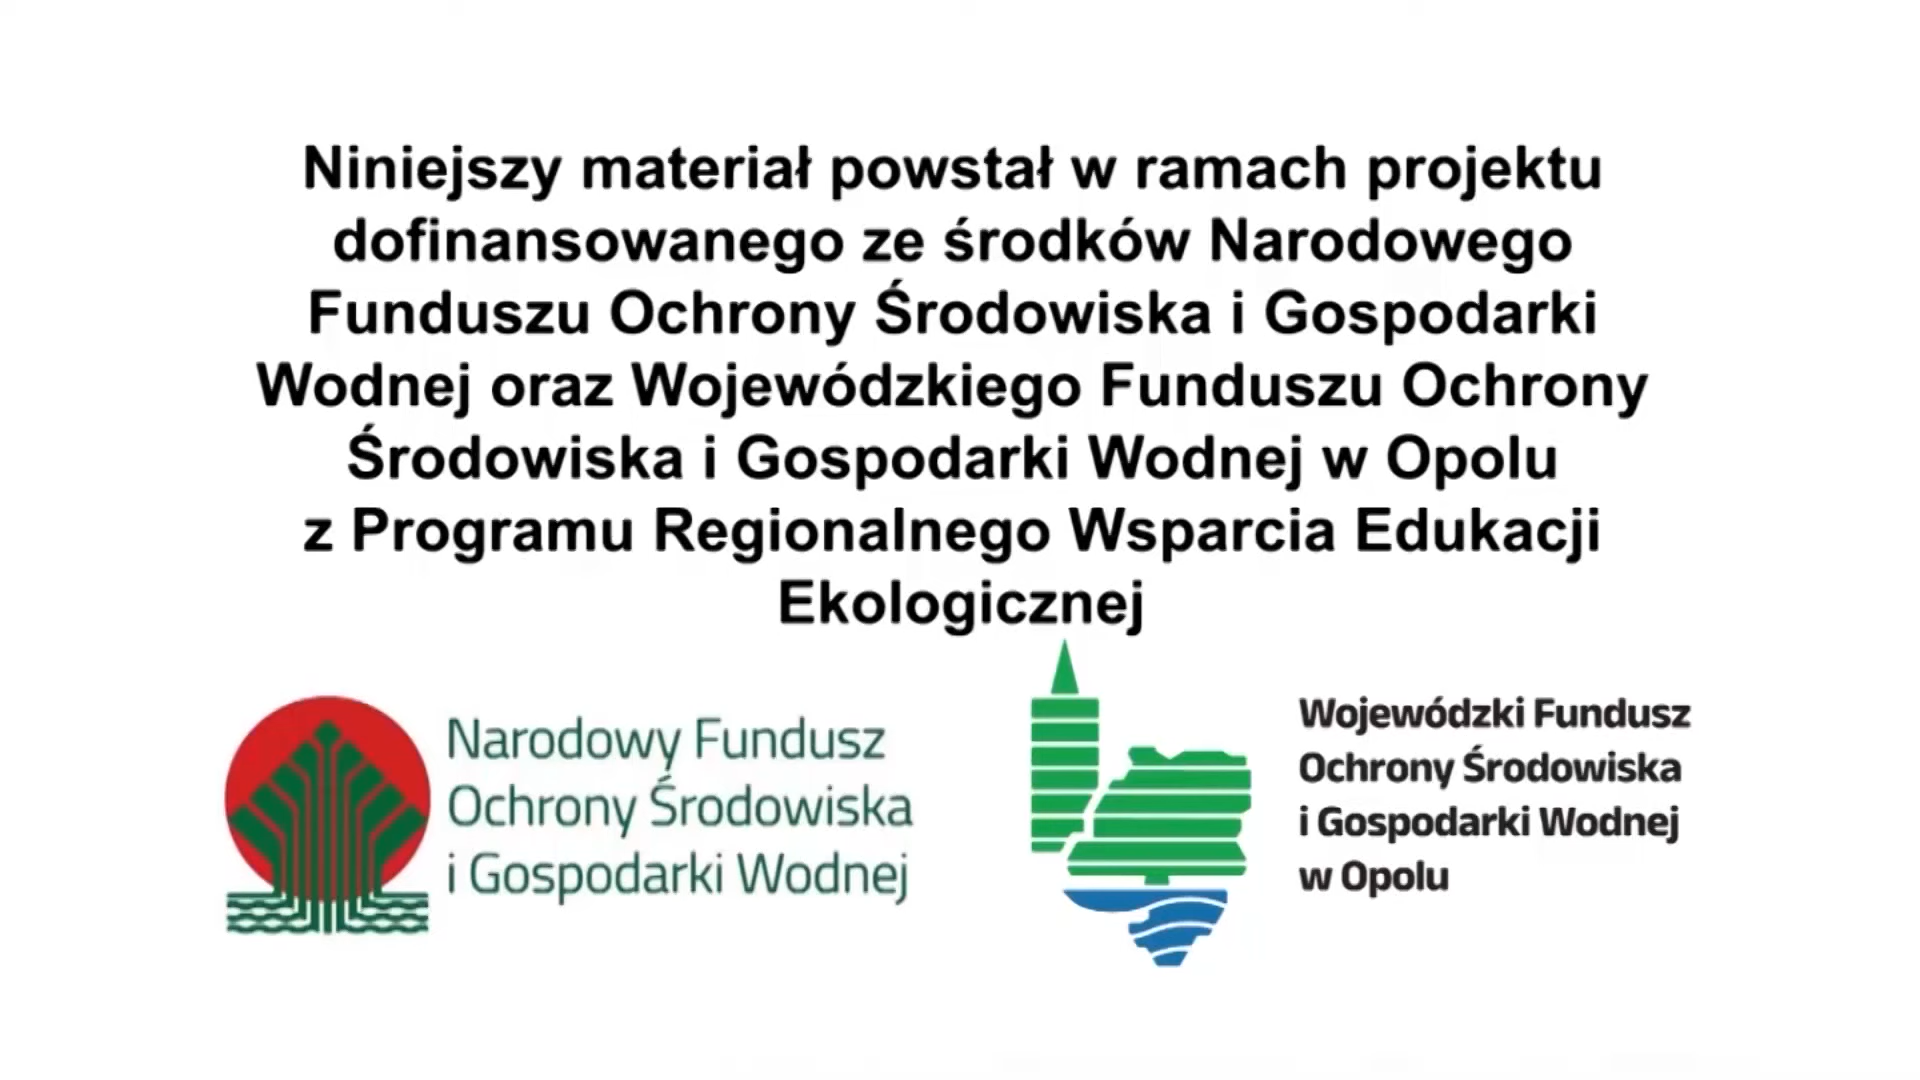 Niniejszy materiał powstał w ramach projektu
dofinansowanego ze środków Narodowego
Funduszu Ochrony Środowiska i Gospodarki
Wodnej oraz Wojewódzkiego Funduszu Ochrony
Środowiska i Gospodarki Wodnej w Opolu
z Programu Regionalnego Wsparcia Edukacji
Ekologicznej
Narodowy Fundusz
Ochrony Środowiska
i Gospodarki Wodnej
Wojewódzki Fundusz
Ochrony Środowiska
i Gospodarki Wodnej
w Opolu